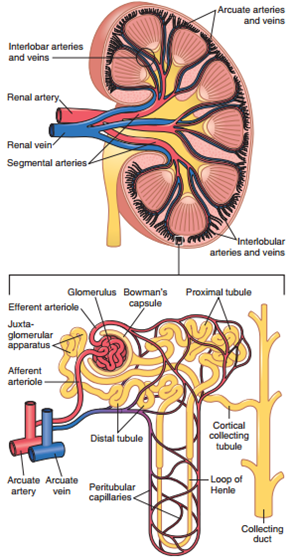 Arcuate arteries
and veins
Interlobar arteries
and veins
Renal artery
Renal vein
Segmental arteries
Interlobular
arteries and veins
Glomerulus
Bowman's
capsule
Proximal tubule
Efferent arteriole
Juxta-
glomerular
apparatus
Afferent
arteriole
Distal tubule
Cortical
collecting
tubule
Arcuate
artery
Arcuate
vein
Peritubular
capillaries
Loop of
Henle
Collecting
duct